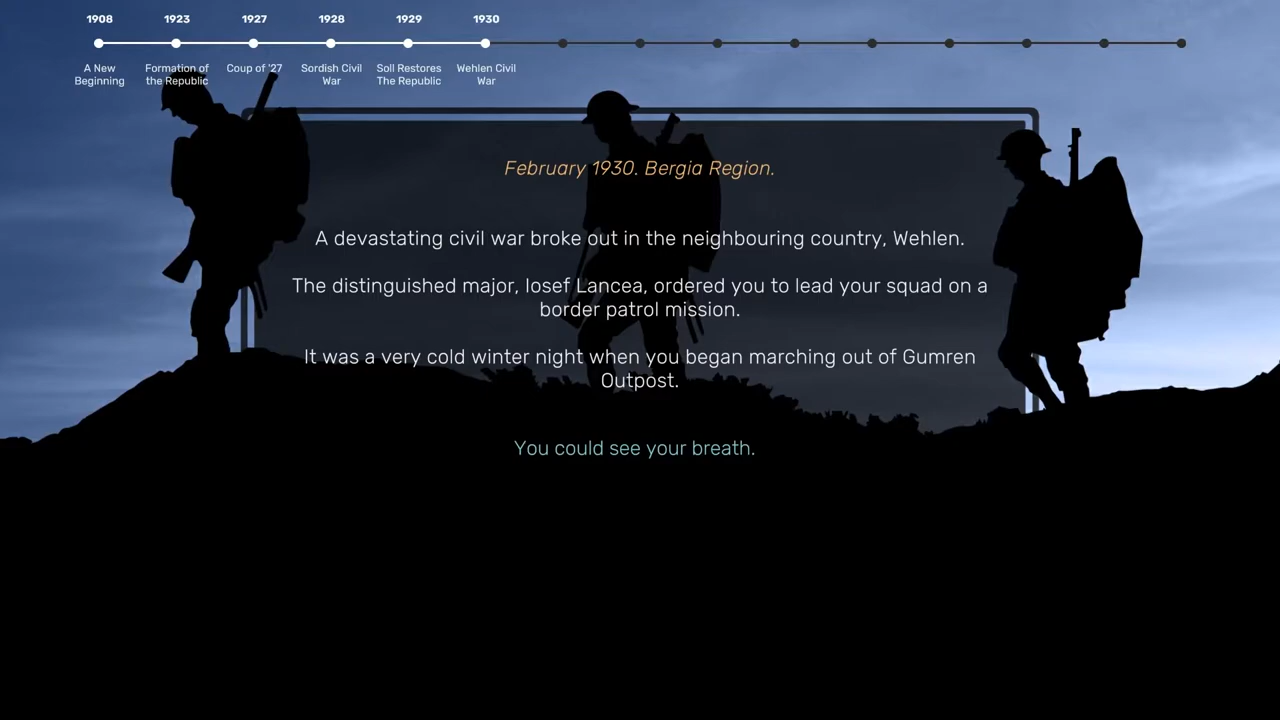 1908 1923 1927 1928 1929 1930
A New Beginning
Formation of the Republic
Coup of '27
Sordish Civil War
Soll Restores The Republic
Wehlen Civil War
February 1930. Bergia Region.
A devastating civil war broke out in the neighbouring country, Wehlen.
The distinguished major, Iosef Lancea, ordered you to lead your squad on a
border patrol mission.
It was a very cold winter night when you began marching out of Gumren
Outpost.
You could see your breath.